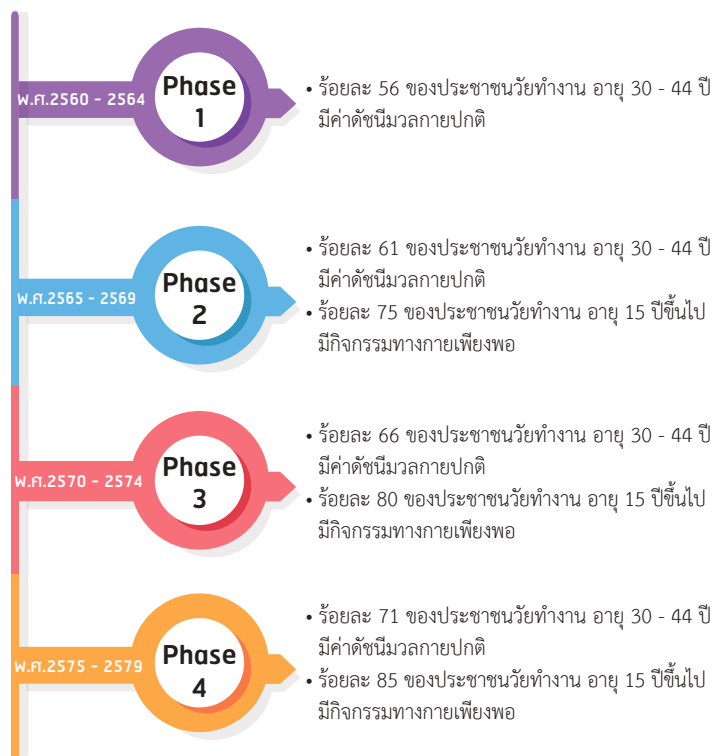 พ.ศ.2560 - 2564
Phase
1
• ร้อยละ 56 ของประชาชนวัยทำงาน อายุ 30 - 44 ปี
มีค่าดัชนีมวลกายปกติ
พ.ศ.2565 - 2569
Phase
2
• ร้อยละ 61 ของประชาชนวัยทำงาน อายุ 30 - 44 ปี
มีค่าดัชนีมวลกายปกติ
• ร้อยละ 75 ของประชาชนวัยทำงาน อายุ 15 ปีขึ้นไป
มีกิจกรรมทางกายเพียงพอ
พ.ศ.2570 - 2574
Phase
3
• ร้อยละ 66 ของประชาชนวัยทำงาน อายุ 30 - 44 ปี
มีค่าดัชนีมวลกายปกติ
• ร้อยละ 80 ของประชาชนวัยทำงาน อายุ 15 ปีขึ้นไป
มีกิจกรรมทางกายเพียงพอ
พ.ศ.2575 - 2579
Phase
4
• ร้อยละ 71 ของประชาชนวัยทำงาน อายุ 30 - 44 ปี
มีค่าดัชนีมวลกายปกติ
• ร้อยละ 85 ของประชาชนวัยทำงาน อายุ 15 ปีขึ้นไป
มีกิจกรรมทางกายเพียงพอ